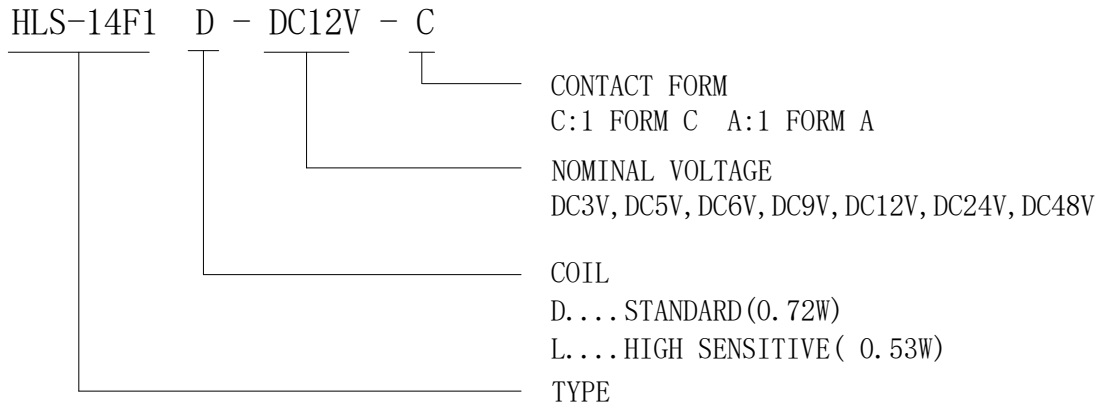 HLS-14F1 D - DC12V - C
CONTACT FORM
C:1 FORM C A:1 FORM A
NOMINAL VOLTAGE
DC3V,DC5V,DC6V,DC9V,DC12V,DC24V,DC48V
COIL
D....STANDARD(0.72W)
L....HIGH SENSITIVE( 0.53W)
TYPE